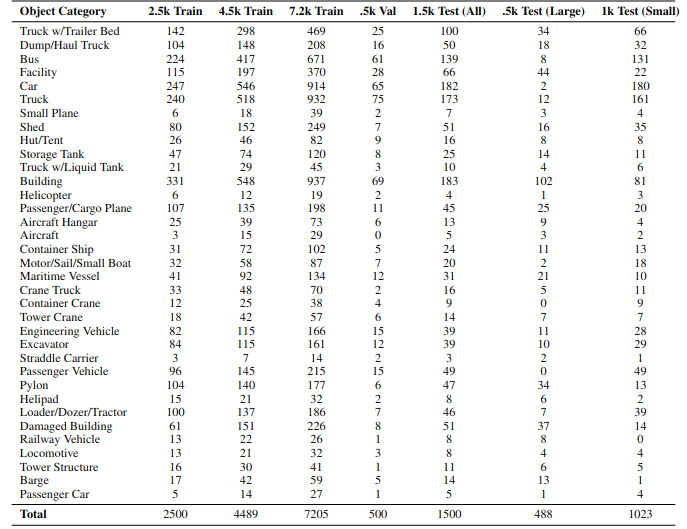 Object Category 2.5k Train 4.5k Train 7.2k Train .5k Val 1.5k Test (All) .5k Test (Large) 1k Test (Small)
Truck w/Trailer Bed 142 298 469 25 100 34 66
Dump/Haul Truck 104 148 208 16 50 18 32
Bus 224 417 671 61 139 8 131
Facility 115 197 370 28 66 44 22
Car 247 546 914 65 182 2 180
Truck 240 518 932 75 173 12 161
Small Plane 6 18 39 2 7 3 4
Shed 80 152 249 7 51 16 35
Hut/Tent 26 46 82 9 16 8 8
Storage Tank 47 74 120 8 25 14 11
Truck w/Liquid Tank 21 29 45 3 10 4 6
Building 331 548 937 69 183 102 81
Helicopter 6 12 19 2 4 1 3
Passenger/Cargo Plane 107 135 198 11 45 25 20
Aircraft Hangar 25 39 73 6 13 9 4
Aircraft 3 15 29 0 5 3 2
Container Ship 31 72 102 5 24 11 13
Motor/Sail/Small Boat 32 58 87 7 20 2 18
Maritime Vessel 41 92 134 12 31 21 10
Crane Truck 33 48 70 2 16 5 11
Container Crane 12 25 38 4 9 0 9
Tower Crane 18 42 57 6 14 7 7
Engineering Vehicle 82 115 166 15 39 11 28
Excavator 84 115 161 12 39 10 29
Straddle Carrier 3 7 14 2 3 2 1
Passenger Vehicle 96 145 215 15 49 0 49
Pylon 104 140 177 6 47 34 13
Helipad 15 21 32 2 8 6 2
Loader/Dozer/Tractor 100 137 186 7 46 7 39
Damaged Building 61 151 226 8 51 37 14
Railway Vehicle 13 22 26 1 8 8 0
Locomotive 13 21 32 3 8 4 4
Tower Structure 16 30 41 1 11 6 5
Barge 17 42 59 5 14 13 1
Passenger Car 5 14 27 1 5 1 4
Total 2500 4489 7205 500 1500 488 1023